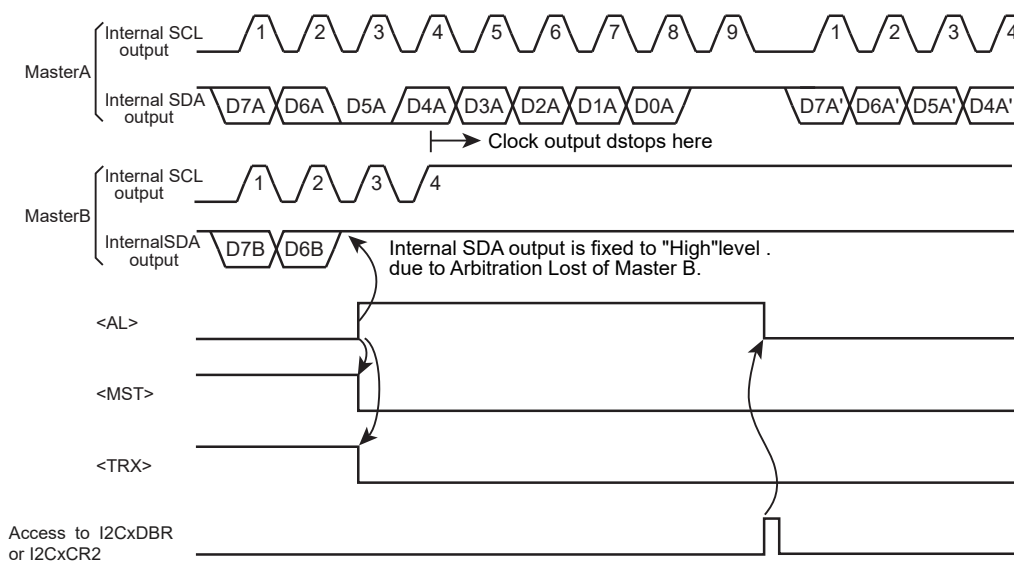 Internal SCL
output
1 2 3 4 5 6 7 8 9 1 2 3 4
MasterA
Internal SDA
output
D7A D6A D5A D4A D3A D2A D1A D0A D7A' D6A' D5A' D4A'
Clock output dstops here
Internal SCL
output
1 2 3 4
MasterB
InternalSDA
output
D7B D6B
Internal SDA output is fixed to "High"level .
due to Arbitration Lost of Master B.
<AL>
<MST>
<TRX>
Access to I2CxDBR
or I2CxCR2